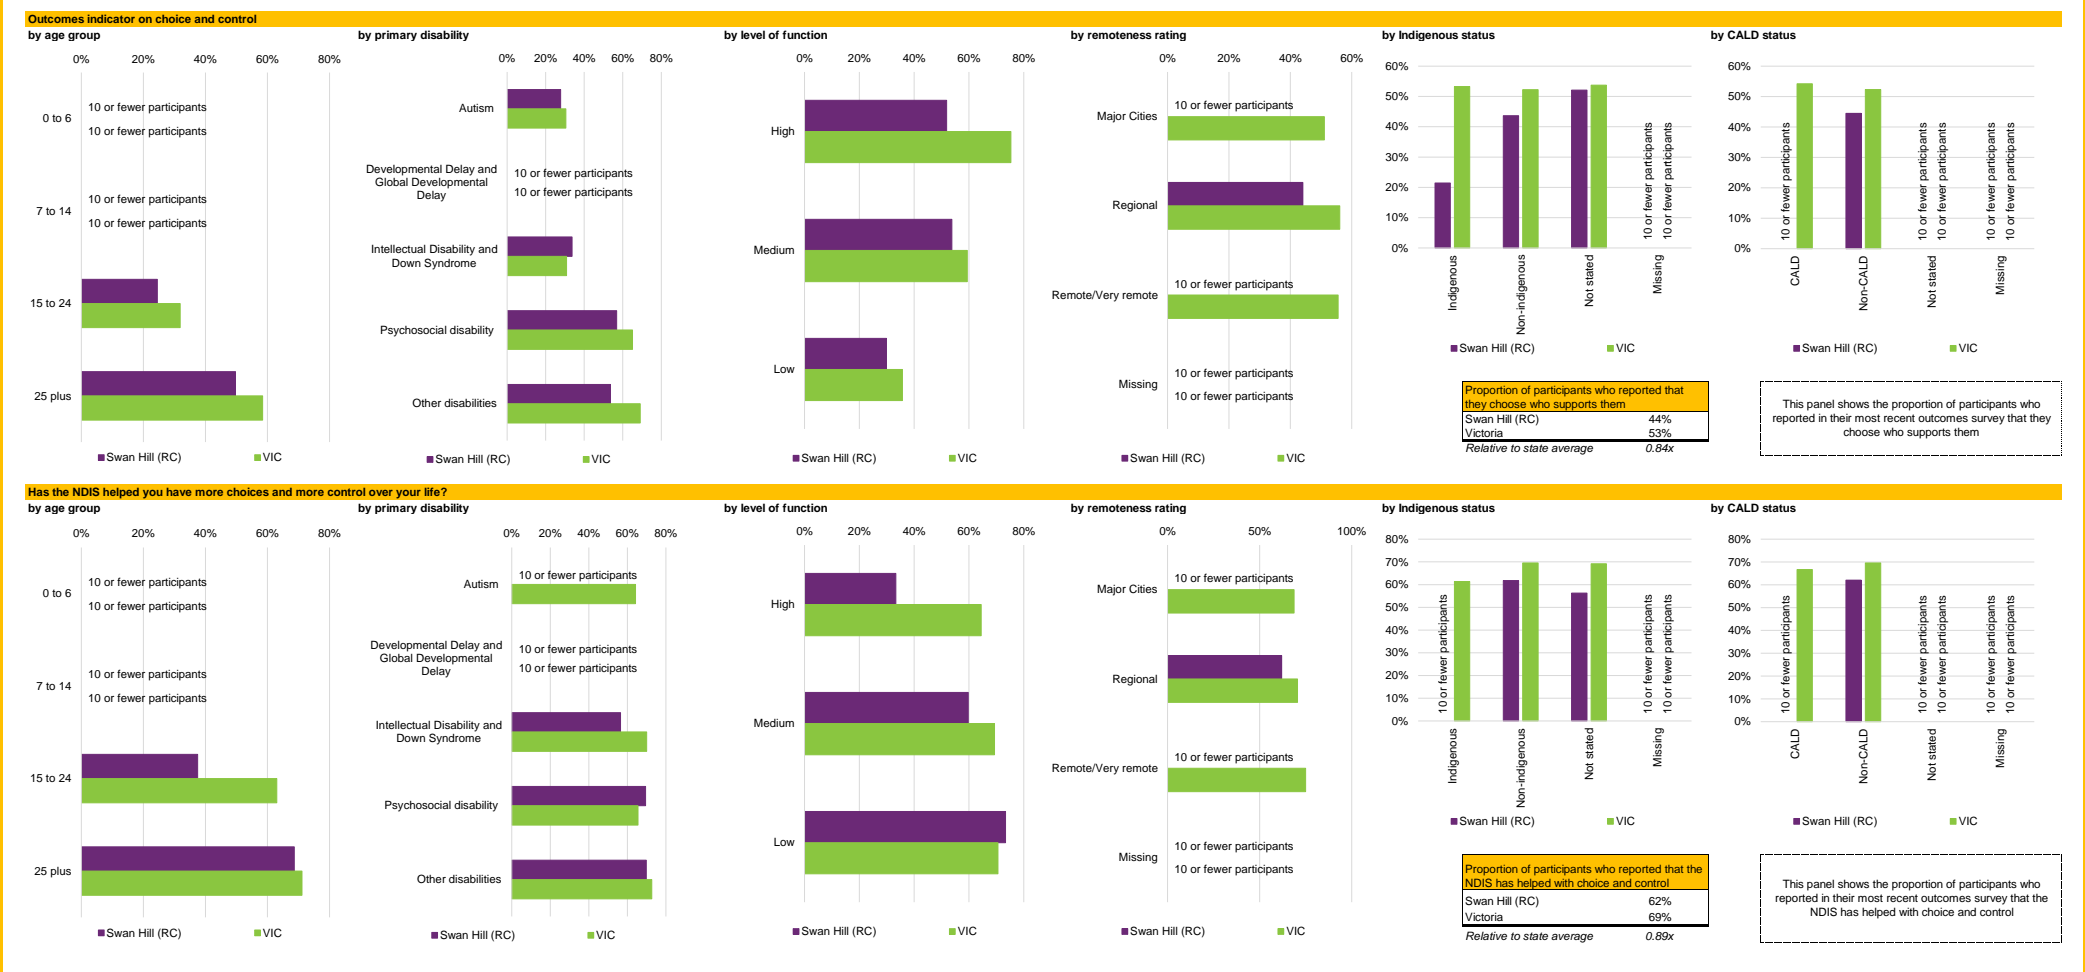 Outcomes indicator on choice and control
by age group
0% 20% 40% 60% 80%
0 to 6
10 or fewer participants
10 or fewer participants
7 to 14
10 or fewer participants
10 or fewer participants
15 to 24
25 plus
Swan Hill (RC) VIC
by primary disability
0% 20% 40% 60% 80%
Autism
Developmental Delay and
Global Developmental
Delay
10 or fewer participants
10 or fewer participants
Intellectual Disability and
Down Syndrome
Psychosocial disability
Other disabilities
Swan Hill (RC) VIC
by level of function
0% 20% 40% 60% 80%
High
Medium
Low
Swan Hill (RC) VIC
by remoteness rating
0% 20% 40% 60%
Major Cities
10 or fewer participants
Regional
Remote/Very remote
10 or fewer participants
Missing
10 or fewer participants
10 or fewer participants
Swan Hill (RC) VIC
by Indigenous status
60%
50%
40%
30%
20%
10%
0%
10 or fewer participants
10 or fewer participants
Indigenous
Non-indigenous
Not stated
Missing
Swan Hill (RC) VIC
Proportion of participants who reported that
they choose who supports them
Swan Hill (RC) 44%
Victoria 53%
Relative to state average 0.84x
by CALD status
60%
50%
40%
30%
20%
10%
0%
10 or fewer participants
10 or fewer participants
10 or fewer participants
10 or fewer participants
10 or fewer participants
CALD
Non-CALD
Not stated
Missing
Swan Hill (RC) VIC
This panel shows the proportion of participants who
reported in their most recent outcomes survey that they
choose who supports them
Has the NDIS helped you have more choices and more control over your life?
by age group
0% 20% 40% 60% 80%
0 to 6
10 or fewer participants
10 or fewer participants
7 to 14
10 or fewer participants
10 or fewer participants
15 to 24
25 plus
Swan Hill (RC) VIC
by primary disability
0% 20% 40% 60% 80%
Autism
10 or fewer participants
Developmental Delay and
Global Developmental
Delay
10 or fewer participants
10 or fewer participants
Intellectual Disability and
Down Syndrome
Psychosocial disability
Other disabilities
Swan Hill (RC) VIC
by level of function
0% 20% 40% 60% 80%
High
Medium
Low
Swan Hill (RC) VIC
by remoteness rating
0% 50% 100%
Major Cities
10 or fewer participants
Regional
Remote/Very remote
10 or fewer participants
Missing
10 or fewer participants
10 or fewer participants
Swan Hill (RC) VIC
by Indigenous status
80%
70%
60%
50%
40%
30%
20%
10%
0%
10 or fewer participants
10 or fewer participants
10 or fewer participants
Indigenous
Non-indigenous
Not stated
Missing
Swan Hill (RC) VIC
Proportion of participants who reported that the
NDIS has helped with choice and control
Swan Hill (RC) 62%
Victoria 69%
Relative to state average 0.89x
by CALD status
80%
70%
60%
50%
40%
30%
20%
10%
0%
10 or fewer participants
10 or fewer participants
10 or fewer participants
10 or fewer participants
10 or fewer participants
CALD
Non-CALD
Not stated
Missing
Swan Hill (RC) VIC
This panel shows the proportion of participants who
reported in their most recent outcomes survey that the
NDIS has helped with choice and control